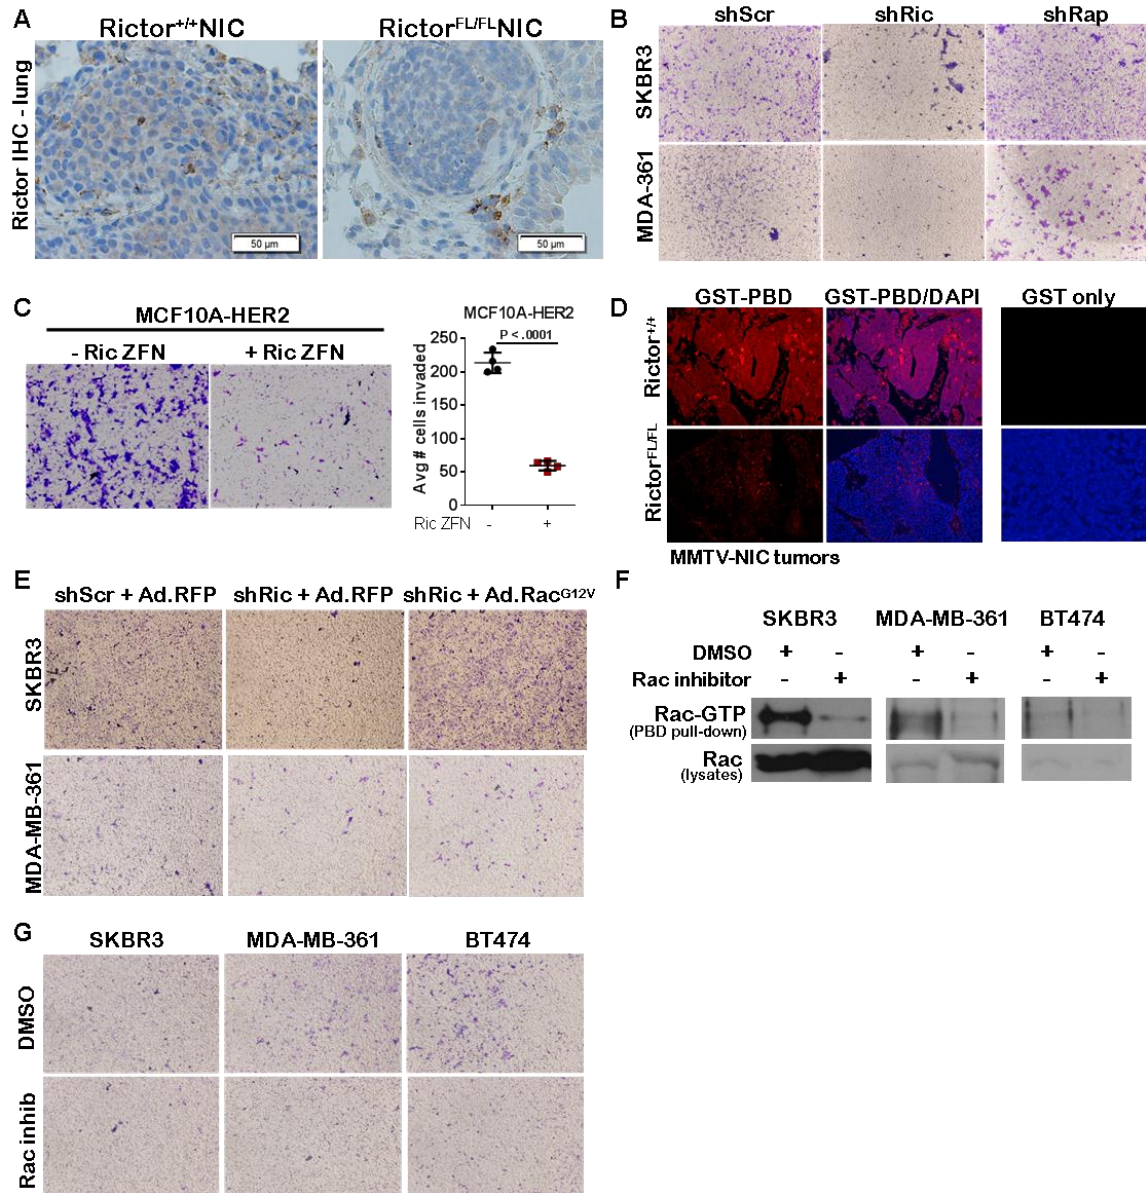 A
Rictor+/+NIC
RictorFL/FLNIC
Rictor IHC - lung
50 µm
50 µm
B
shScr
shRic
shRap
SKBR3
MDA-361
C
MCF10A-HER2
- Ric ZFN
+ Ric ZFN
MCF10A-HER2
P < .0001
Avg # cells invaded
250
200
150
100
50
0
Ric ZFN
-
+
D
GST-PBD
GST-PBD/DAPI
GST only
Rictor+/+
RictorFL/FL
MMTV-NIC tumors
E
shScr + Ad.RFP
shRic + Ad.RFP
shRic + Ad.RacG12V
SKBR3
MDA-MB-361
F
SKBR3
MDA-MB-361
BT474
DMSO + - + - + -
Rac inhibitor - + - + - +
Rac-GTP
(PBD pull-down)
Rac
(lysates)
G
SKBR3
MDA-MB-361
BT474
DMSO
Rac inhib